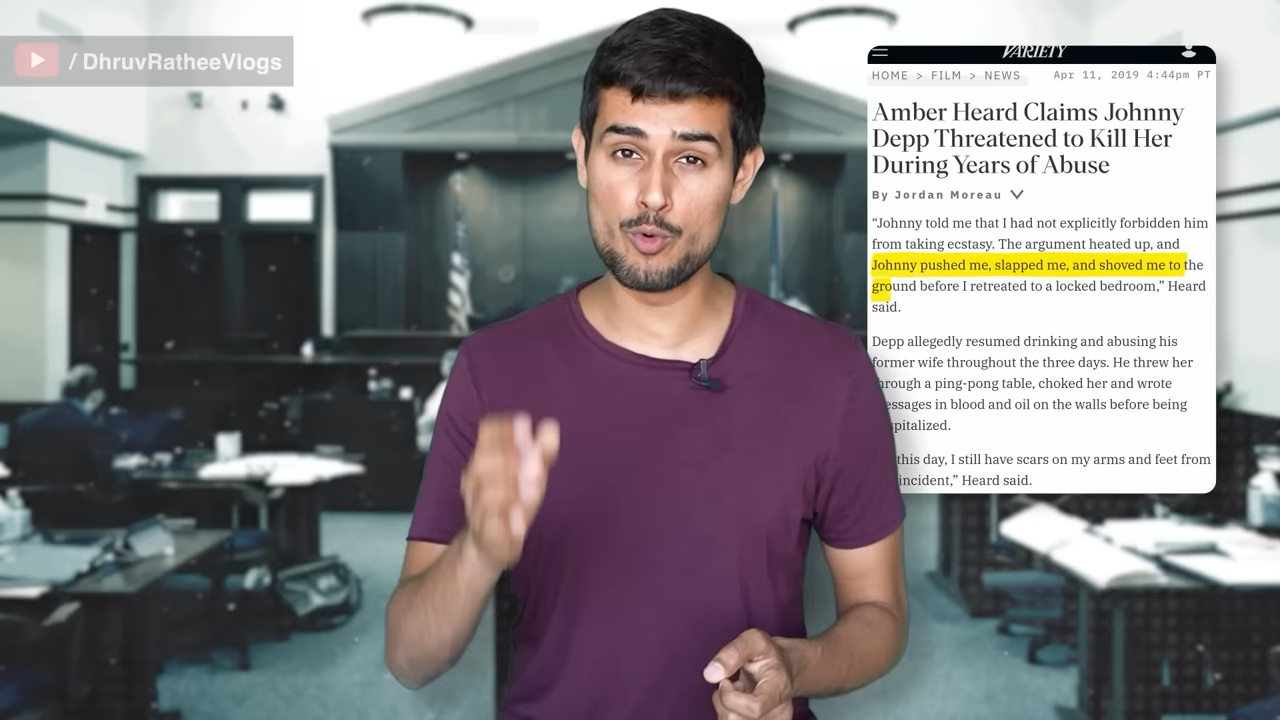 / DhruvRatheeVlogs
VARIETY
HOME > FILM > NEWS Apr 11, 2019 4:44pm PT
Amber Heard Claims Johnny
Depp Threatened to Kill Her
During Years of Abuse
By Jordan Moreau
“Johnny told me that I had not explicitly forbidden him
from taking ecstasy. The argument heated up, and
Johnny pushed me, slapped me, and shoved me to the
ground before I retreated to a locked bedroom,” Heard
said.
Depp allegedly resumed drinking and abusing his
former wife throughout the three days. He threw her
through a ping-pong table, choked her and wrote
essages in blood and oil on the walls before being
spitalized.
this day, I still have scars on my arms and feet from
incident,” Heard said.